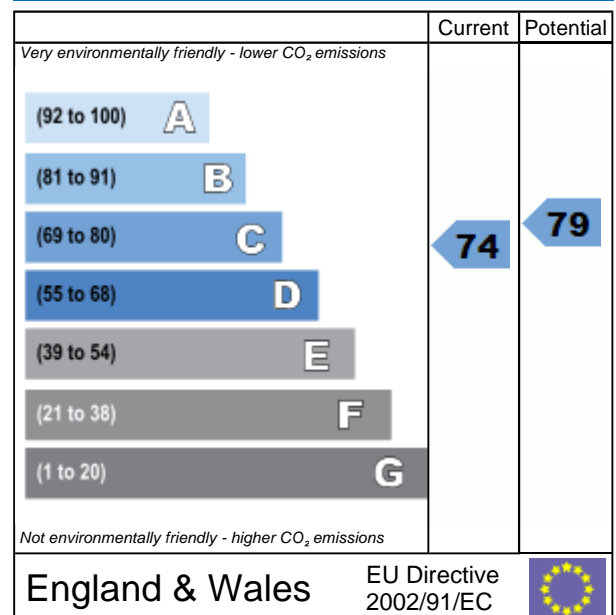 Current Potential
Very environmentally friendly - lower CO₂ emissions
(92 to 100) A
(81 to 91) B
(69 to 80) C
74
79
(55 to 68) D
(39 to 54) E
(21 to 38) F
(1 to 20) G
Not environmentally friendly - higher CO₂ emissions
England & Wales
EU Directive
2002/91/EC